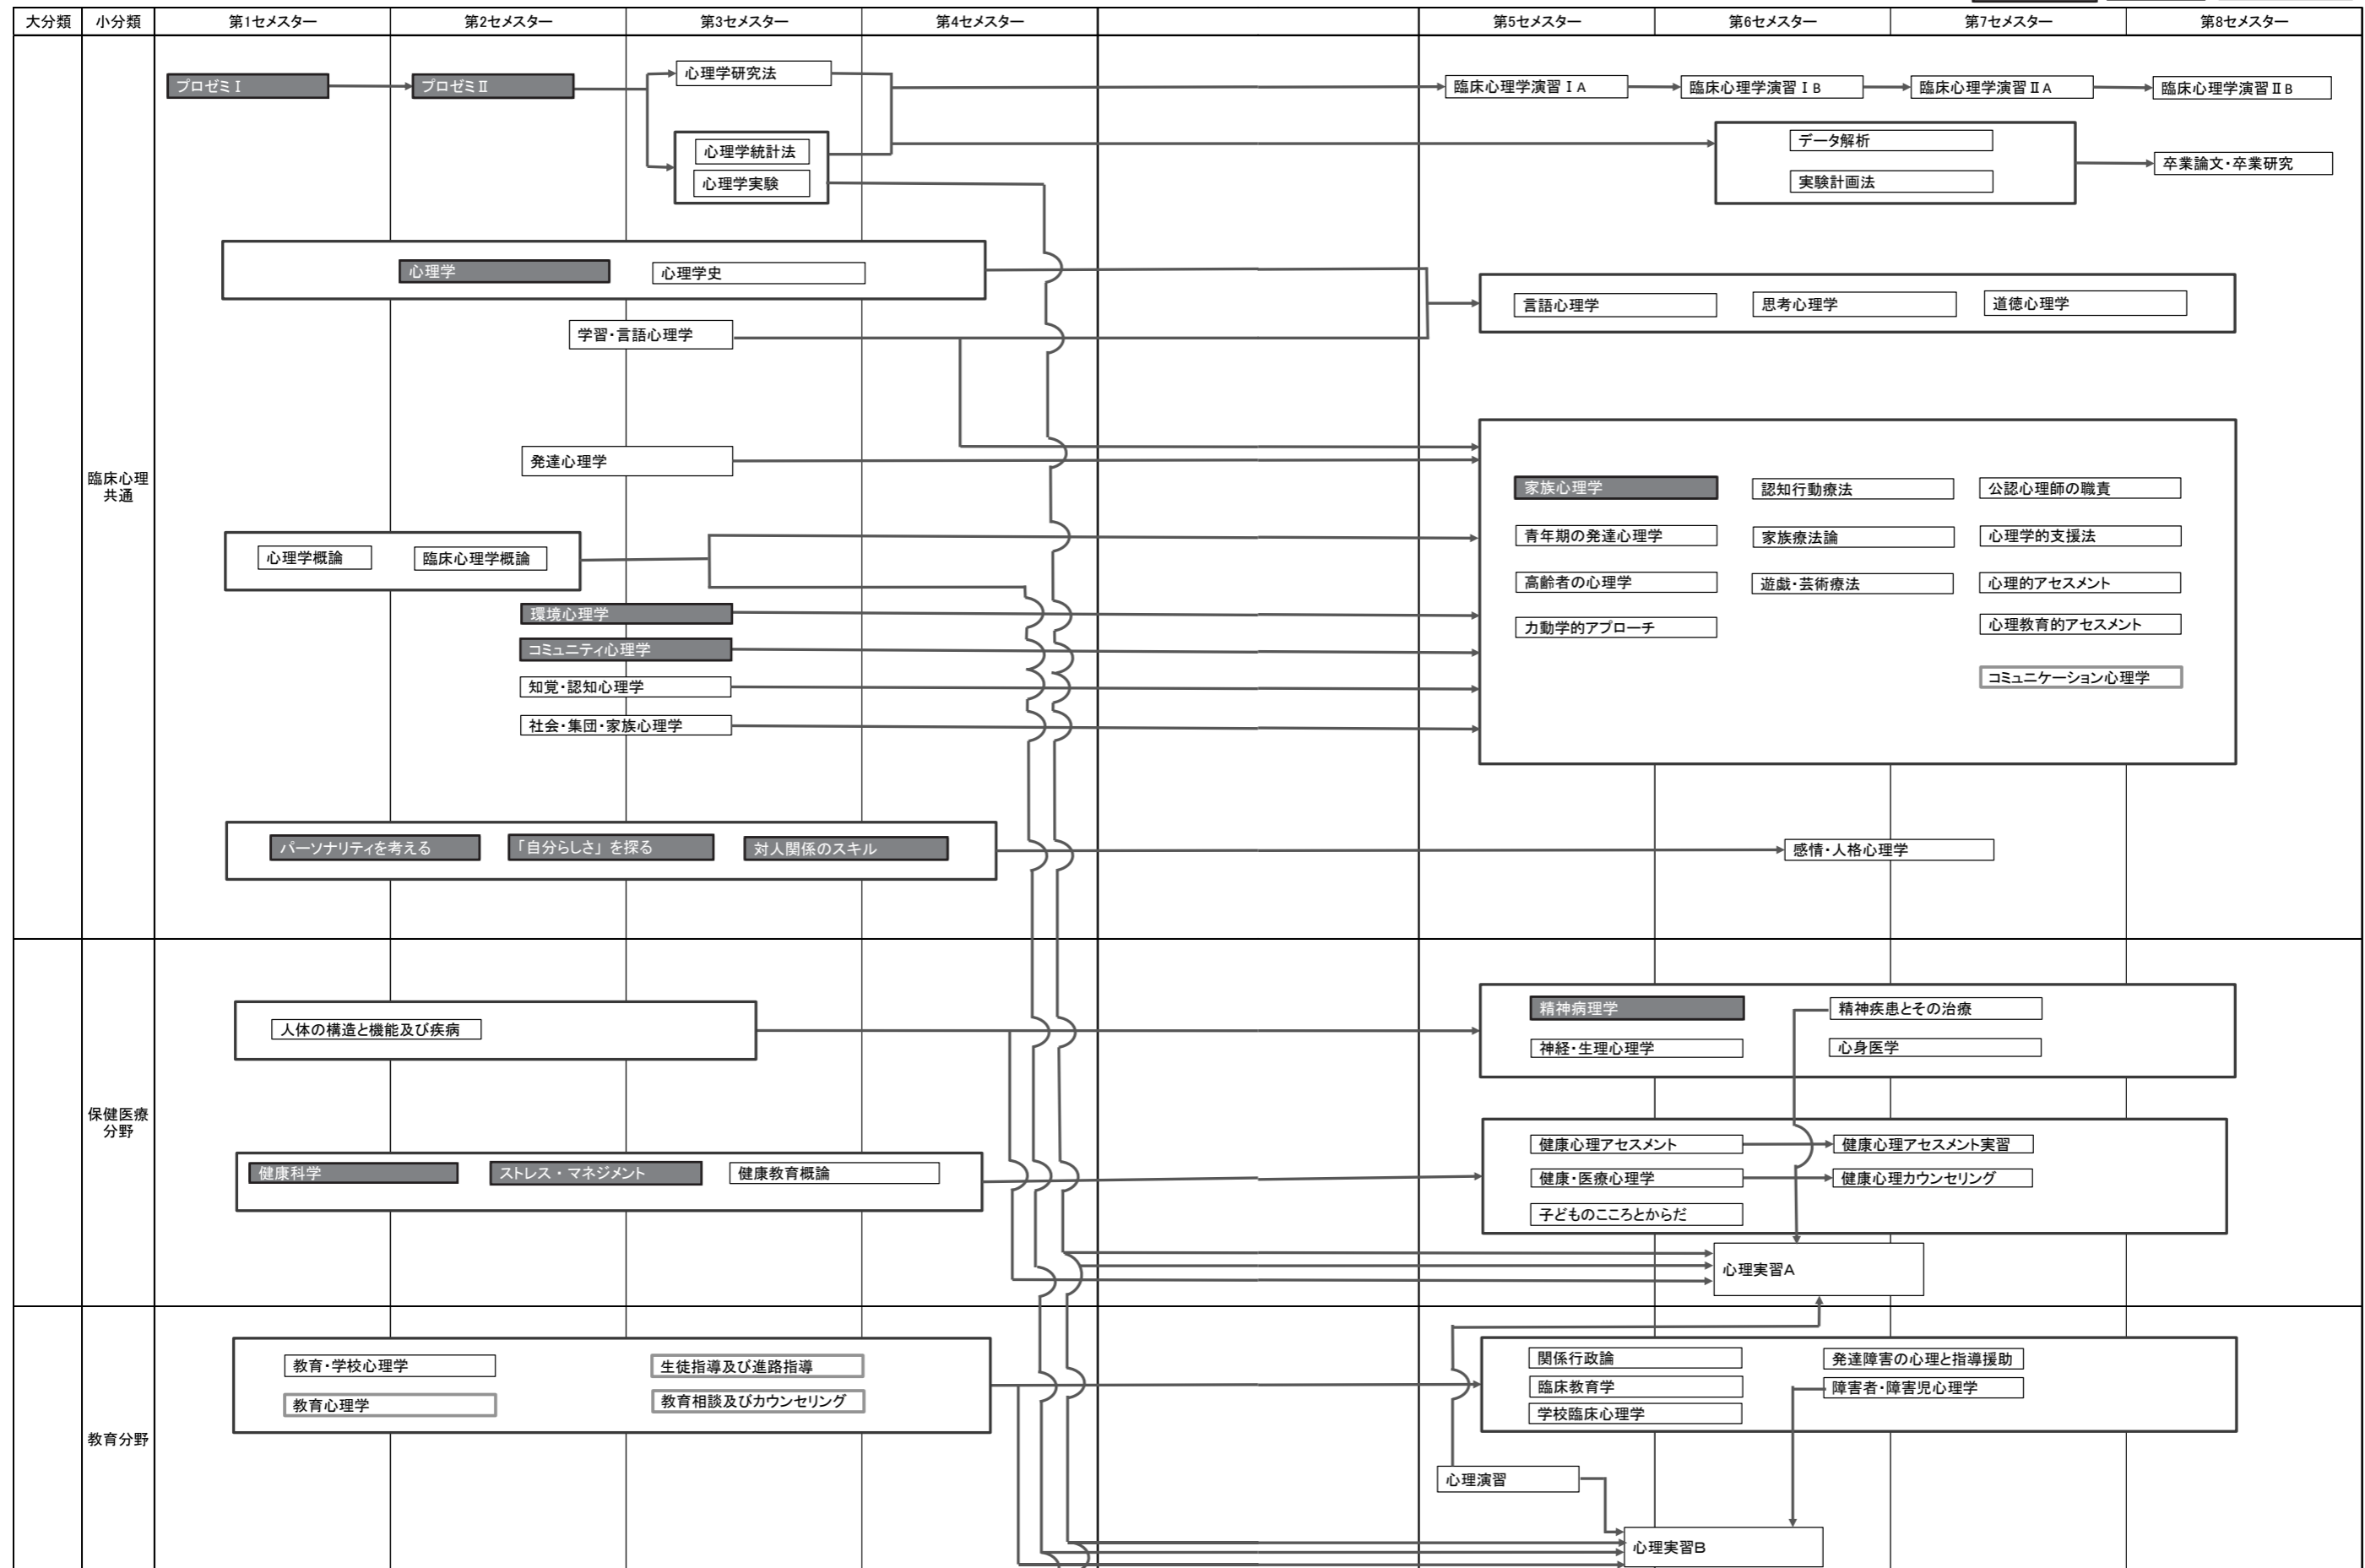 大分類 小分類 第1セメスター 第2セメスター 第3セメスター 第4セメスター 第5セメスター 第6セメスター 第7セメスター 第8セメスター
臨床心理
共通
プロゼミⅠ
プロゼミⅡ
心理学研究法
心理学統計法
心理学実験
臨床心理学演習ⅠA
臨床心理学演習ⅠB
臨床心理学演習ⅡA
臨床心理学演習ⅡB
データ解析
実験計画法
卒業論文・卒業研究
心理学
心理学史
学習・言語心理学
言語心理学
思考心理学
道徳心理学
発達心理学
心理学概論
臨床心理学概論
環境心理学
コミュニティ心理学
知覚・認知心理学
社会・集団・家族心理学
家族心理学
認知行動療法
公認心理師の職責
青年期の発達心理学
家族療法論
心理学的支援法
高齢者の心理学
遊戯・芸術療法
心理的アセスメント
力動学的アプローチ
心理教育的アセスメント
コミュニケーション心理学
パーソナリティを考える
「自分らしさ」を探る
対人関係のスキル
感情・人格心理学
保健医療
分野
人体の構造と機能及び疾病
精神病理学
精神疾患とその治療
神経・生理心理学
心身医学
健康科学
ストレス・マネジメント
健康教育概論
健康心理アセスメント
健康心理アセスメント実習
健康・医療心理学
健康心理カウンセリング
子どものこころとからだ
心理実習A
教育分野
教育・学校心理学
生徒指導及び進路指導
教育心理学
教育相談及びカウンセリング
関係行政論
発達障害の心理と指導援助
臨床教育学
障害者・障害児心理学
学校臨床心理学
心理演習
心理実習B